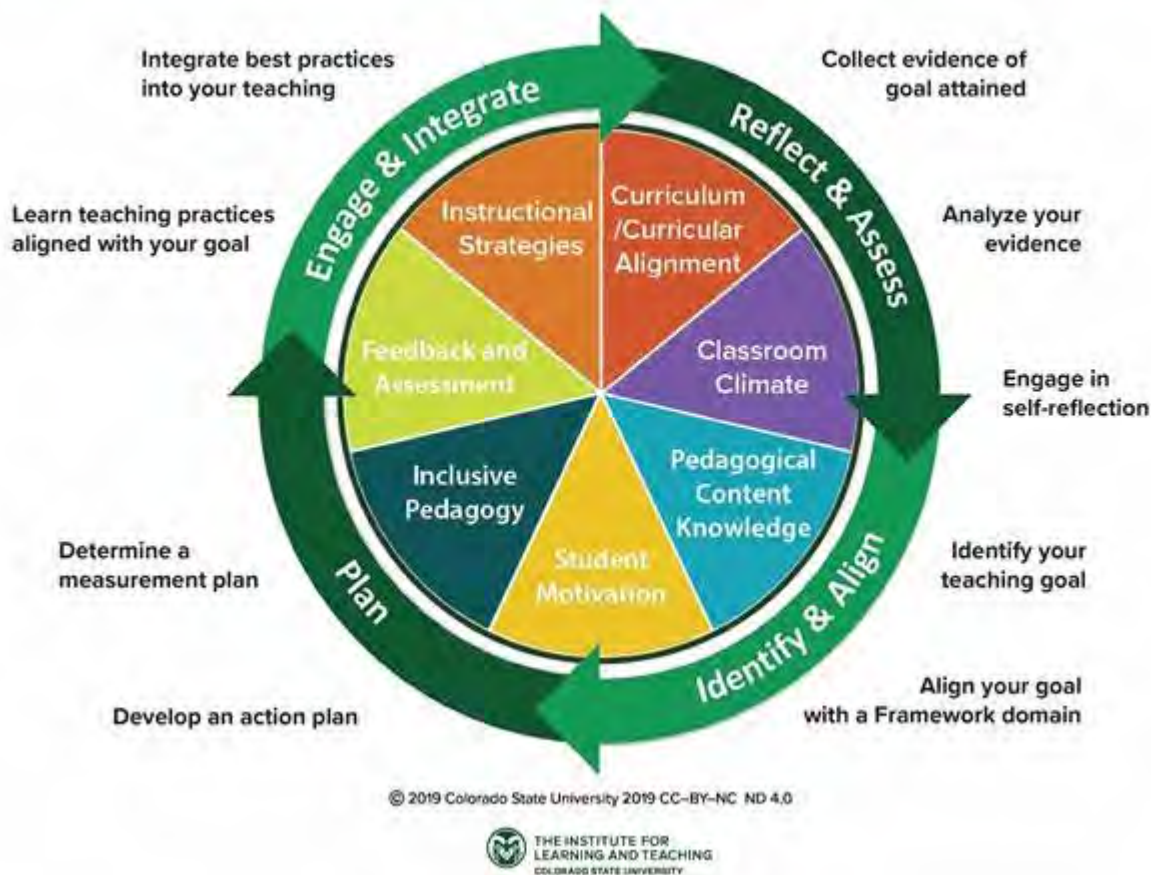 Integrate best practices
into your teaching
Collect evidence of
goal attained
Learn teaching practices
aligned with your goal
Analyze your
evidence
Engage in
self-reflection
Determine a
measurement plan
Identify your
teaching goal
Develop an action plan
Align your goal
with a Framework domain
Engage & Integrate
Reflect & Assess
Identify & Align
Plan
Instructional
Strategies
Curriculum
/Curricular
Alignment
Classroom
Climate
Pedagogical
Content
Knowledge
Student
Motivation
Inclusive
Pedagogy
Feedback and
Assessment
© 2019 Colorado State University 2019 CC–BY–NC ND 4.0
THE INSTITUTE FOR
LEARNING AND TEACHING
COLORADO STATE UNIVERSITY